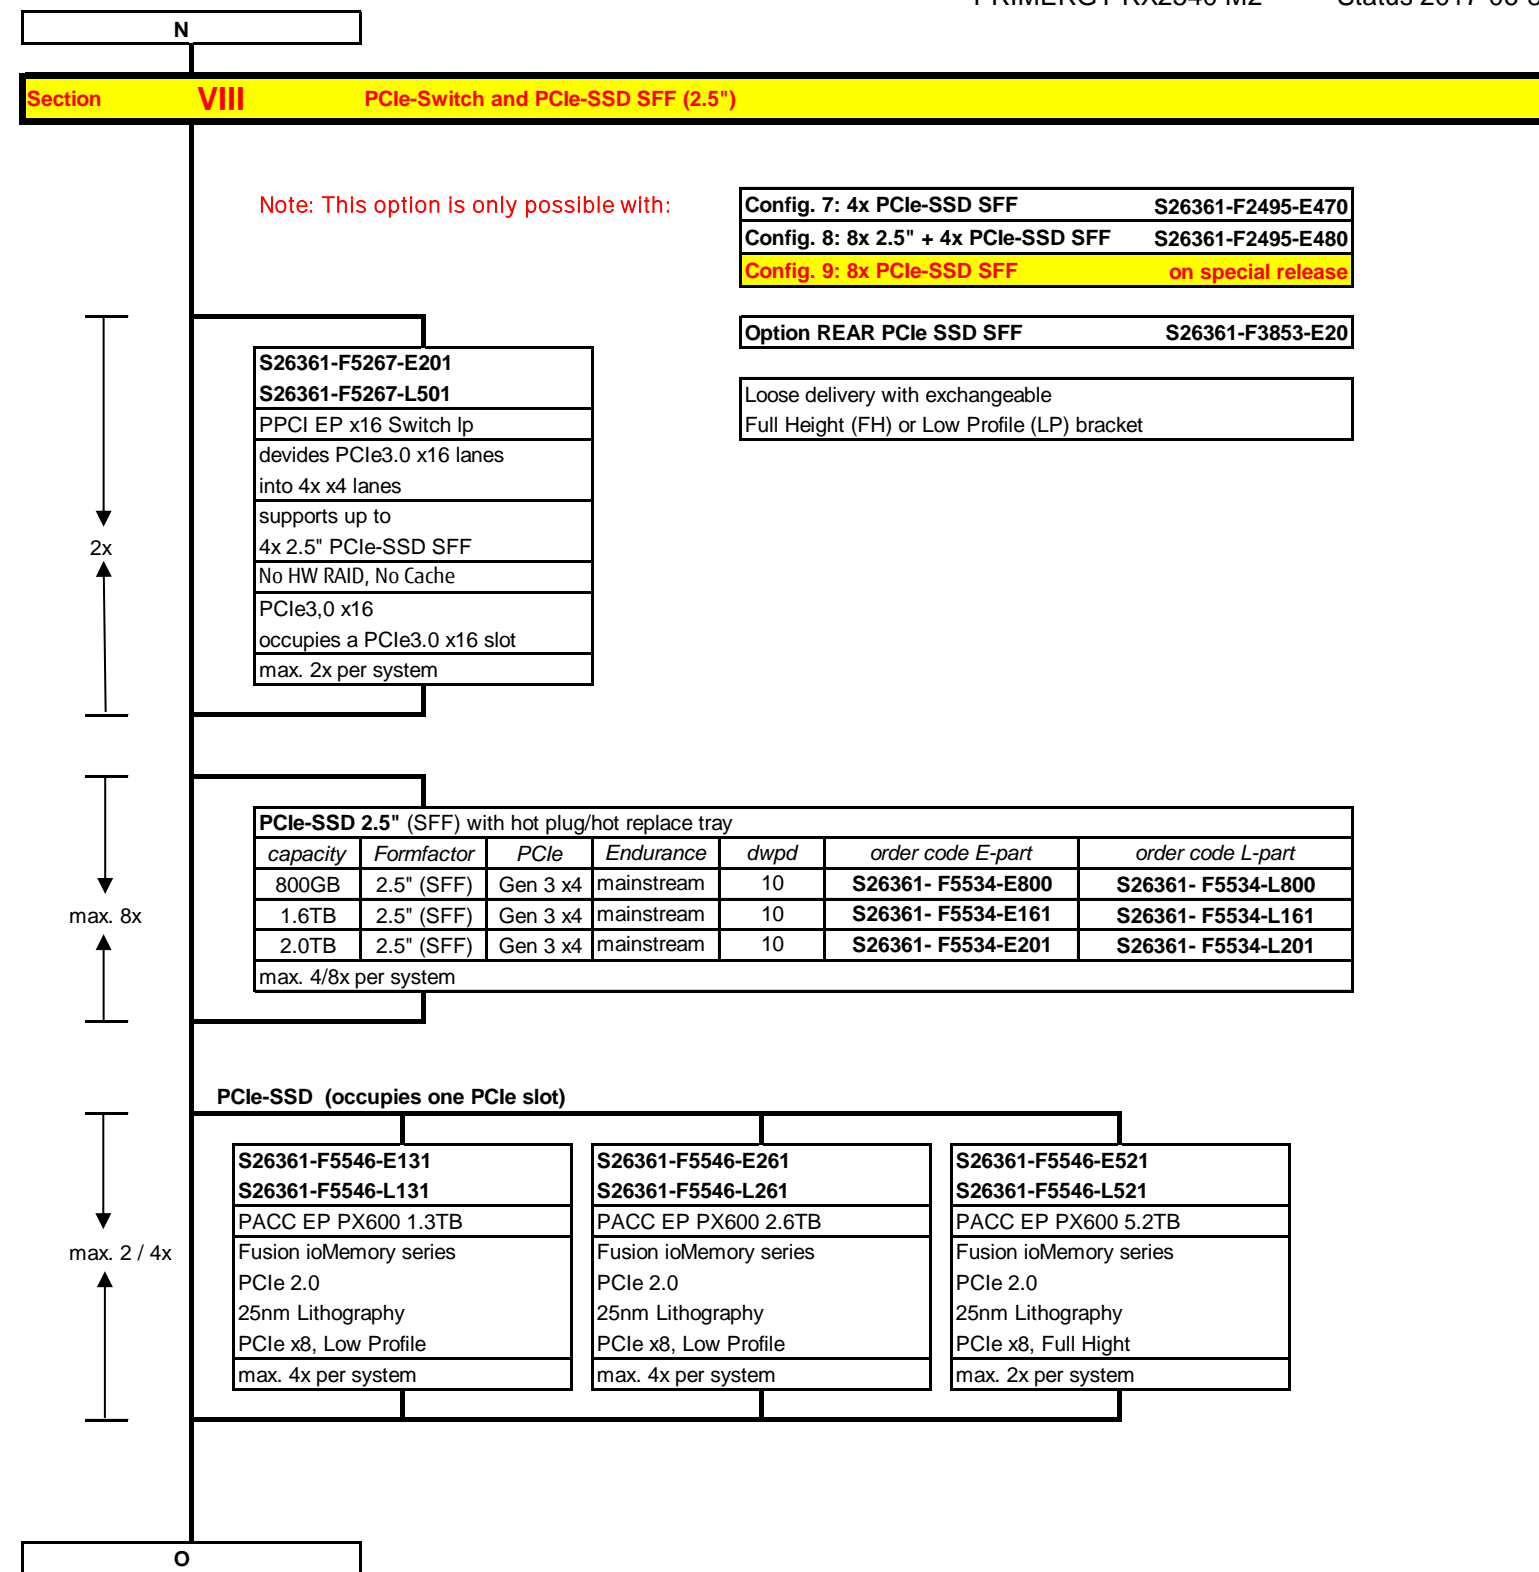 N
Section VIII PCIe-Switch and PCIe-SSD SFF (2.5")
Note: This option is only possible with:
Config. 7: 4x PCIe-SSD SFF S26361-F2495-E470
Config. 8: 8x 2.5" + 4x PCIe-SSD SFF S26361-F2495-E480
Config. 9: 8x PCIe-SSD SFF on special release
Option REAR PCIe SSD SFF S26361-F3853-E20
Loose delivery with exchangeable
Full Height (FH) or Low Profile (LP) bracket
S26361-F5267-E201
S26361-F5267-L501
PPCI EP x16 Switch lp
devides PCIe3.0 x16 lanes
into 4x x4 lanes
supports up to
4x 2.5" PCIe-SSD SFF
No HW RAID, No Cache
PCIe3,0 x16
occupies a PCIe3.0 x16 slot
max. 2x per system
2x
PCIe-SSD 2.5" (SFF) with hot plug/hot replace tray
capacity Formfactor PCIe Endurance dwpd order code E-part order code L-part
800GB 2.5" (SFF) Gen 3 x4 mainstream 10 S26361- F5534-E800 S26361- F5534-L800
1.6TB 2.5" (SFF) Gen 3 x4 mainstream 10 S26361- F5534-E161 S26361- F5534-L161
2.0TB 2.5" (SFF) Gen 3 x4 mainstream 10 S26361- F5534-E201 S26361- F5534-L201
max. 4/8x per system
max. 8x
PCIe-SSD (occupies one PCIe slot)
S26361-F5546-E131
S26361-F5546-L131
PACC EP PX600 1.3TB
Fusion ioMemory series
PCIe 2.0
25nm Lithography
PCIe x8, Low Profile
max. 4x per system
S26361-F5546-E261
S26361-F5546-L261
PACC EP PX600 2.6TB
Fusion ioMemory series
PCIe 2.0
25nm Lithography
PCIe x8, Low Profile
max. 4x per system
S26361-F5546-E521
S26361-F5546-L521
PACC EP PX600 5.2TB
Fusion ioMemory series
PCIe 2.0
25nm Lithography
PCIe x8, Full Hight
max. 2x per system
max. 2 / 4x
O